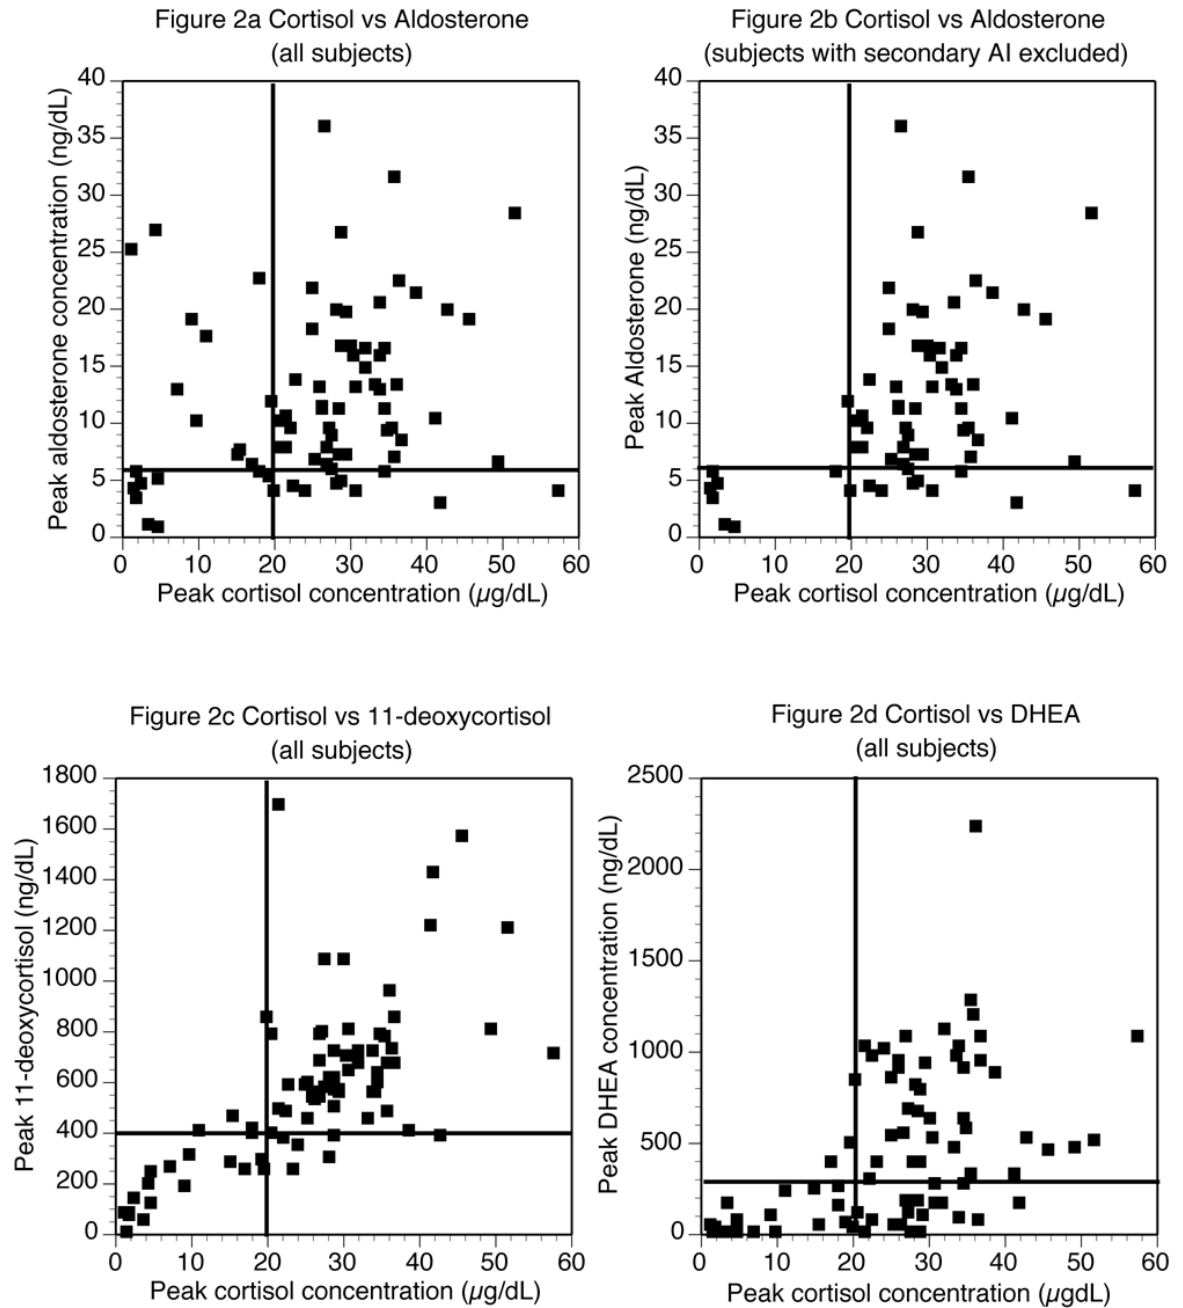 Figure 2a Cortisol vs Aldosterone
(all subjects)
Peak aldosterone concentration (ng/dL)
40
35
30
25
20
15
10
5
0
0 10 20 30 40 50 60
Peak cortisol concentration (µg/dL)
Figure 2b Cortisol vs Aldosterone
(subjects with secondary AI excluded)
Peak Aldosterone (ng/dL)
40
35
30
25
20
15
10
5
0
0 10 20 30 40 50 60
Peak cortisol concentration (µg/dL)
Figure 2c Cortisol vs 11-deoxycortisol
(all subjects)
Peak 11-deoxycortisol (ng/dL)
1800
1600
1400
1200
1000
800
600
400
200
0
0 10 20 30 40 50 60
Peak cortisol concentration (µg/dL)
Figure 2d Cortisol vs DHEA
(all subjects)
Peak DHEA concentration (ng/dL)
2500
2000
1500
1000
500
0
0 10 20 30 40 50 60
Peak cortisol concentration (µgdL)